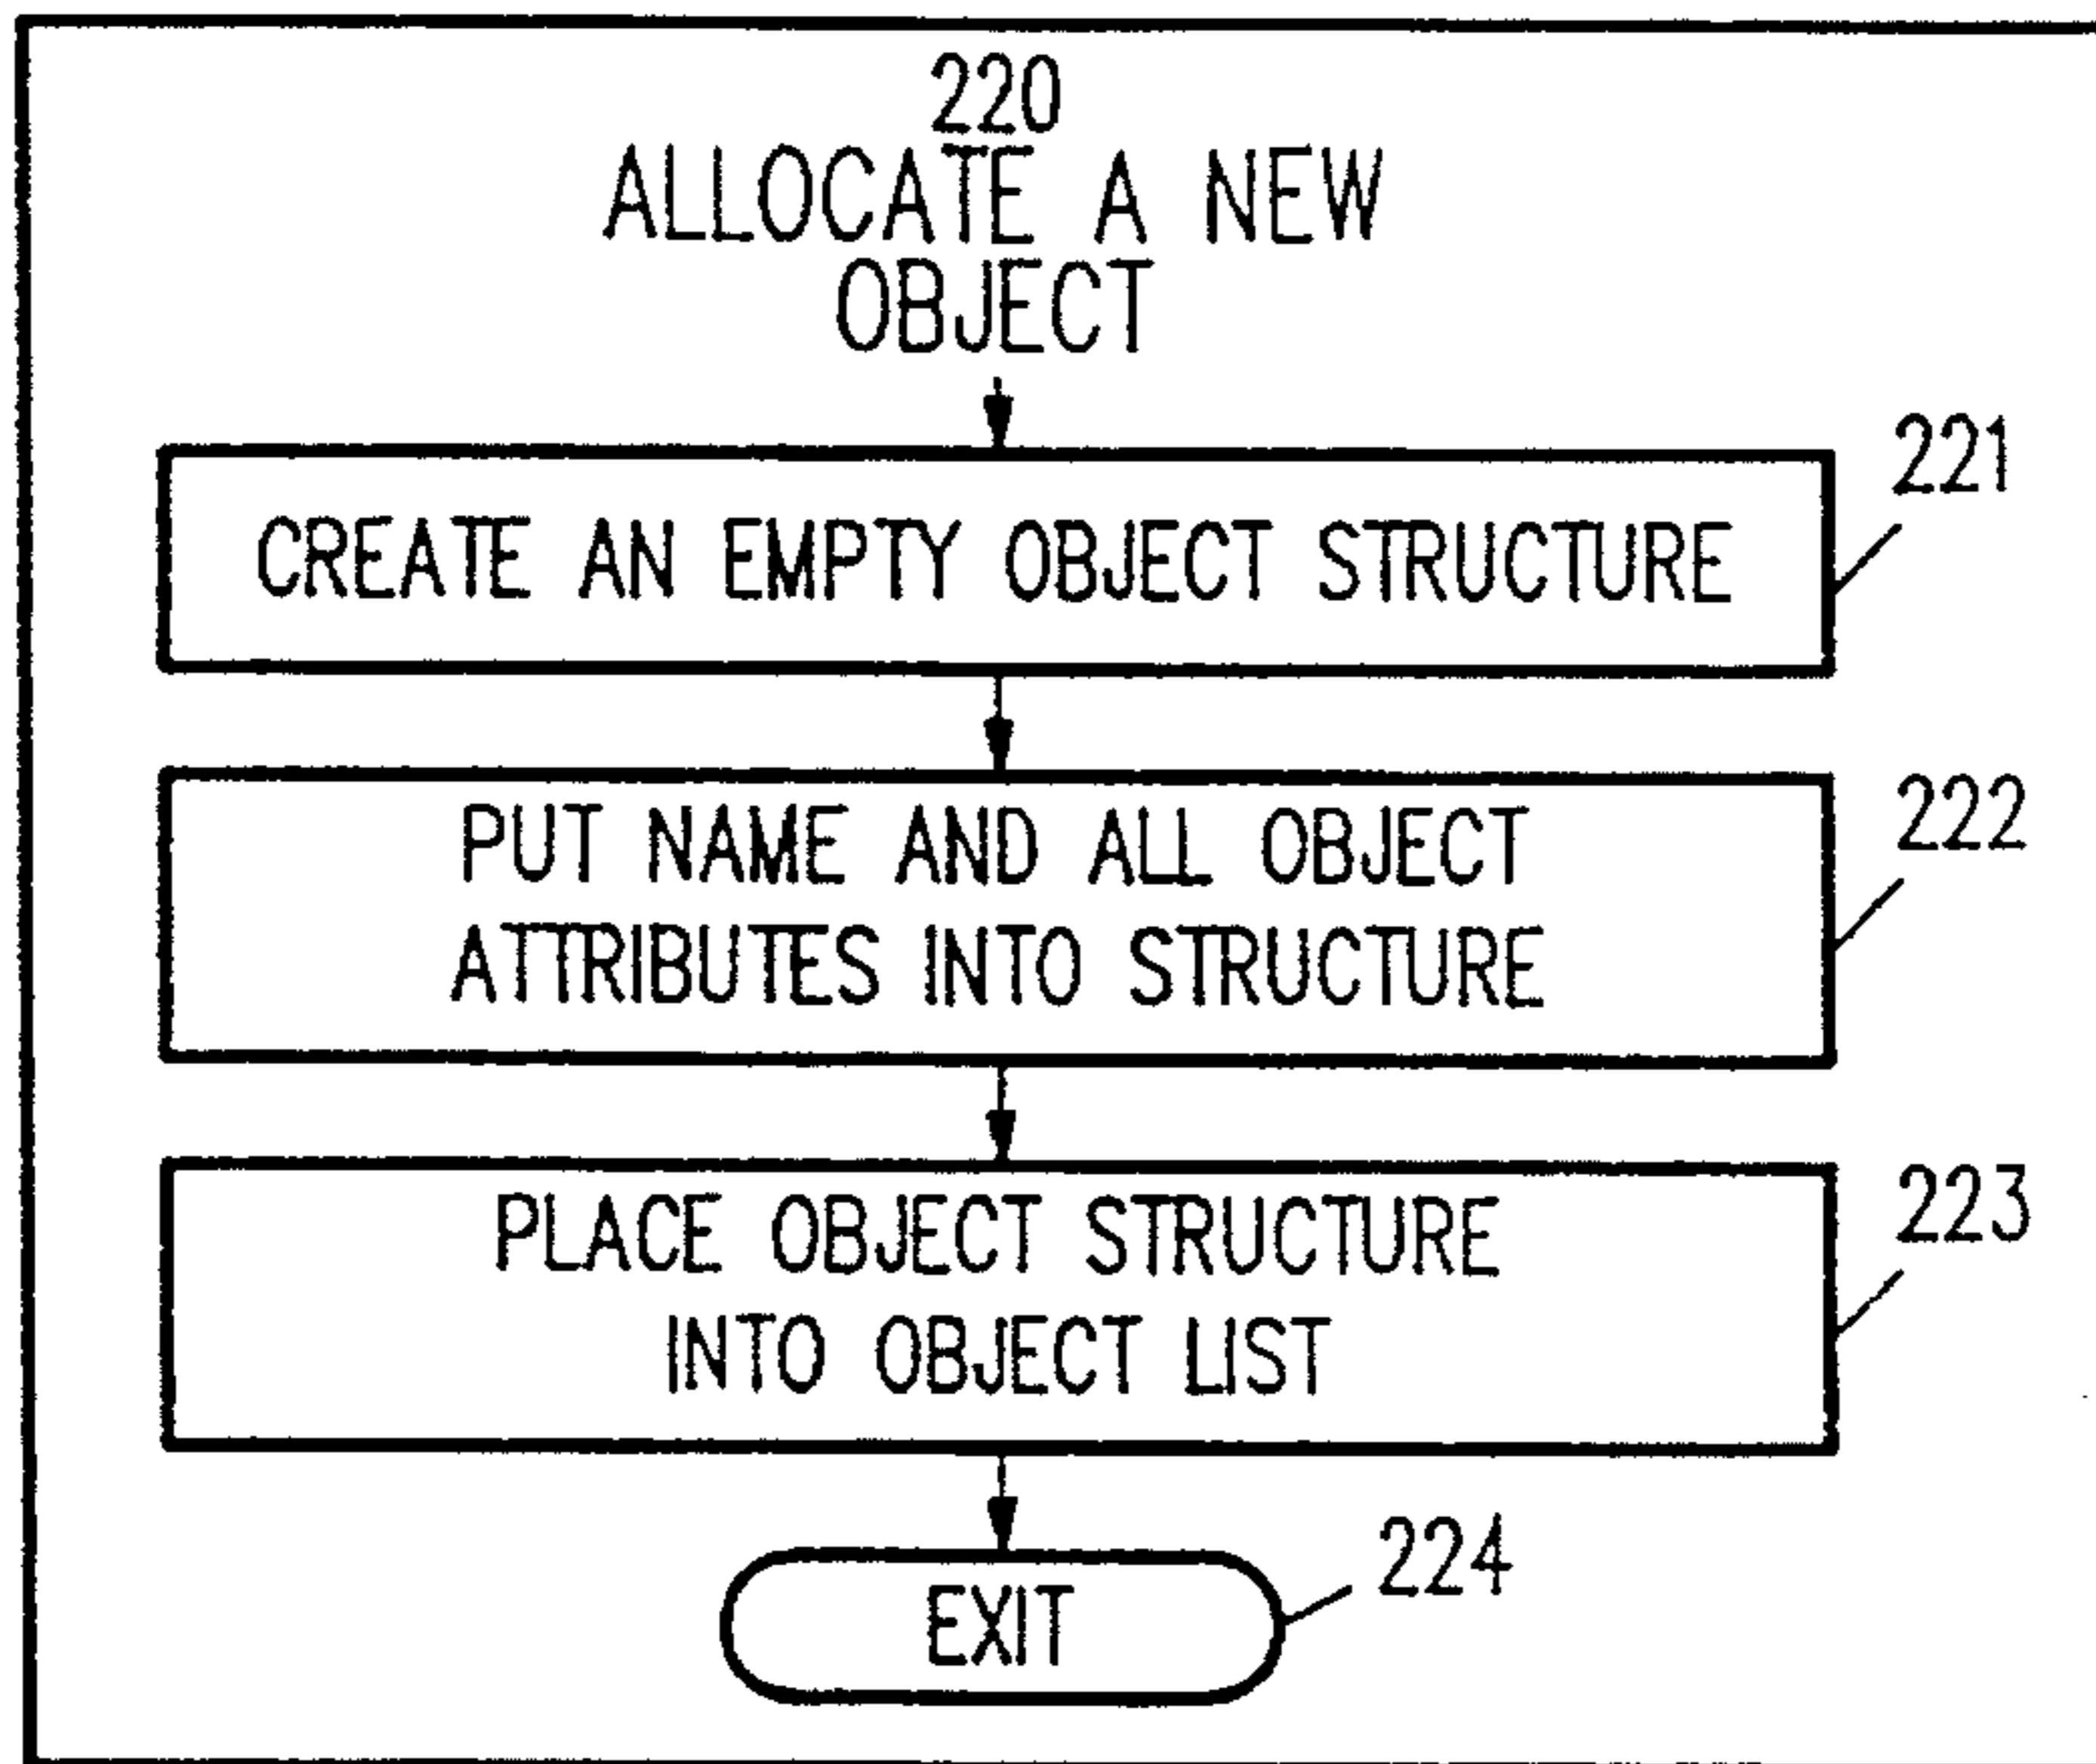 220
ALLOCATE A NEW
OBJECT
221
CREATE AN EMPTY OBJECT STRUCTURE
222
PUT NAME AND ALL OBJECT
ATTRIBUTES INTO STRUCTURE
223
PLACE OBJECT STRUCTURE
INTO OBJECT LIST
224
EXIT